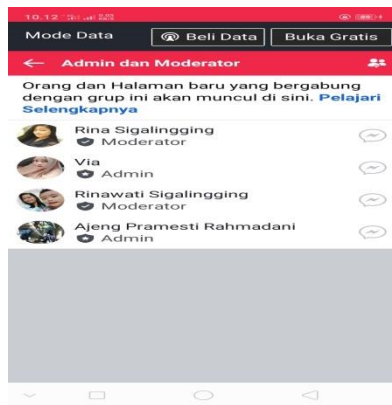 10.12
Mode Data
Beli Data
Buka Gratis
Admin dan Moderator
Orang dan Halaman baru yang bergabung
dengan grup ini akan muncul di sini. Pelajari
Selengkapnya
Rina Sigalingging
Moderator
Via
Admin
Rinawati Sigalingging
Moderator
Ajeng Pramesti Rahmadani
Admin